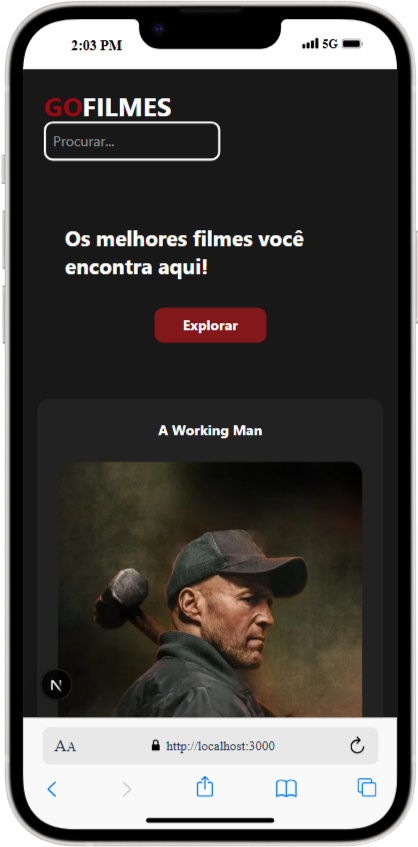 2:03 PM
5G
GOFILMES
Procurar...
Os melhores filmes você
encontra aqui!
Explorar
A Working Man
N
AA
http://localhost:3000